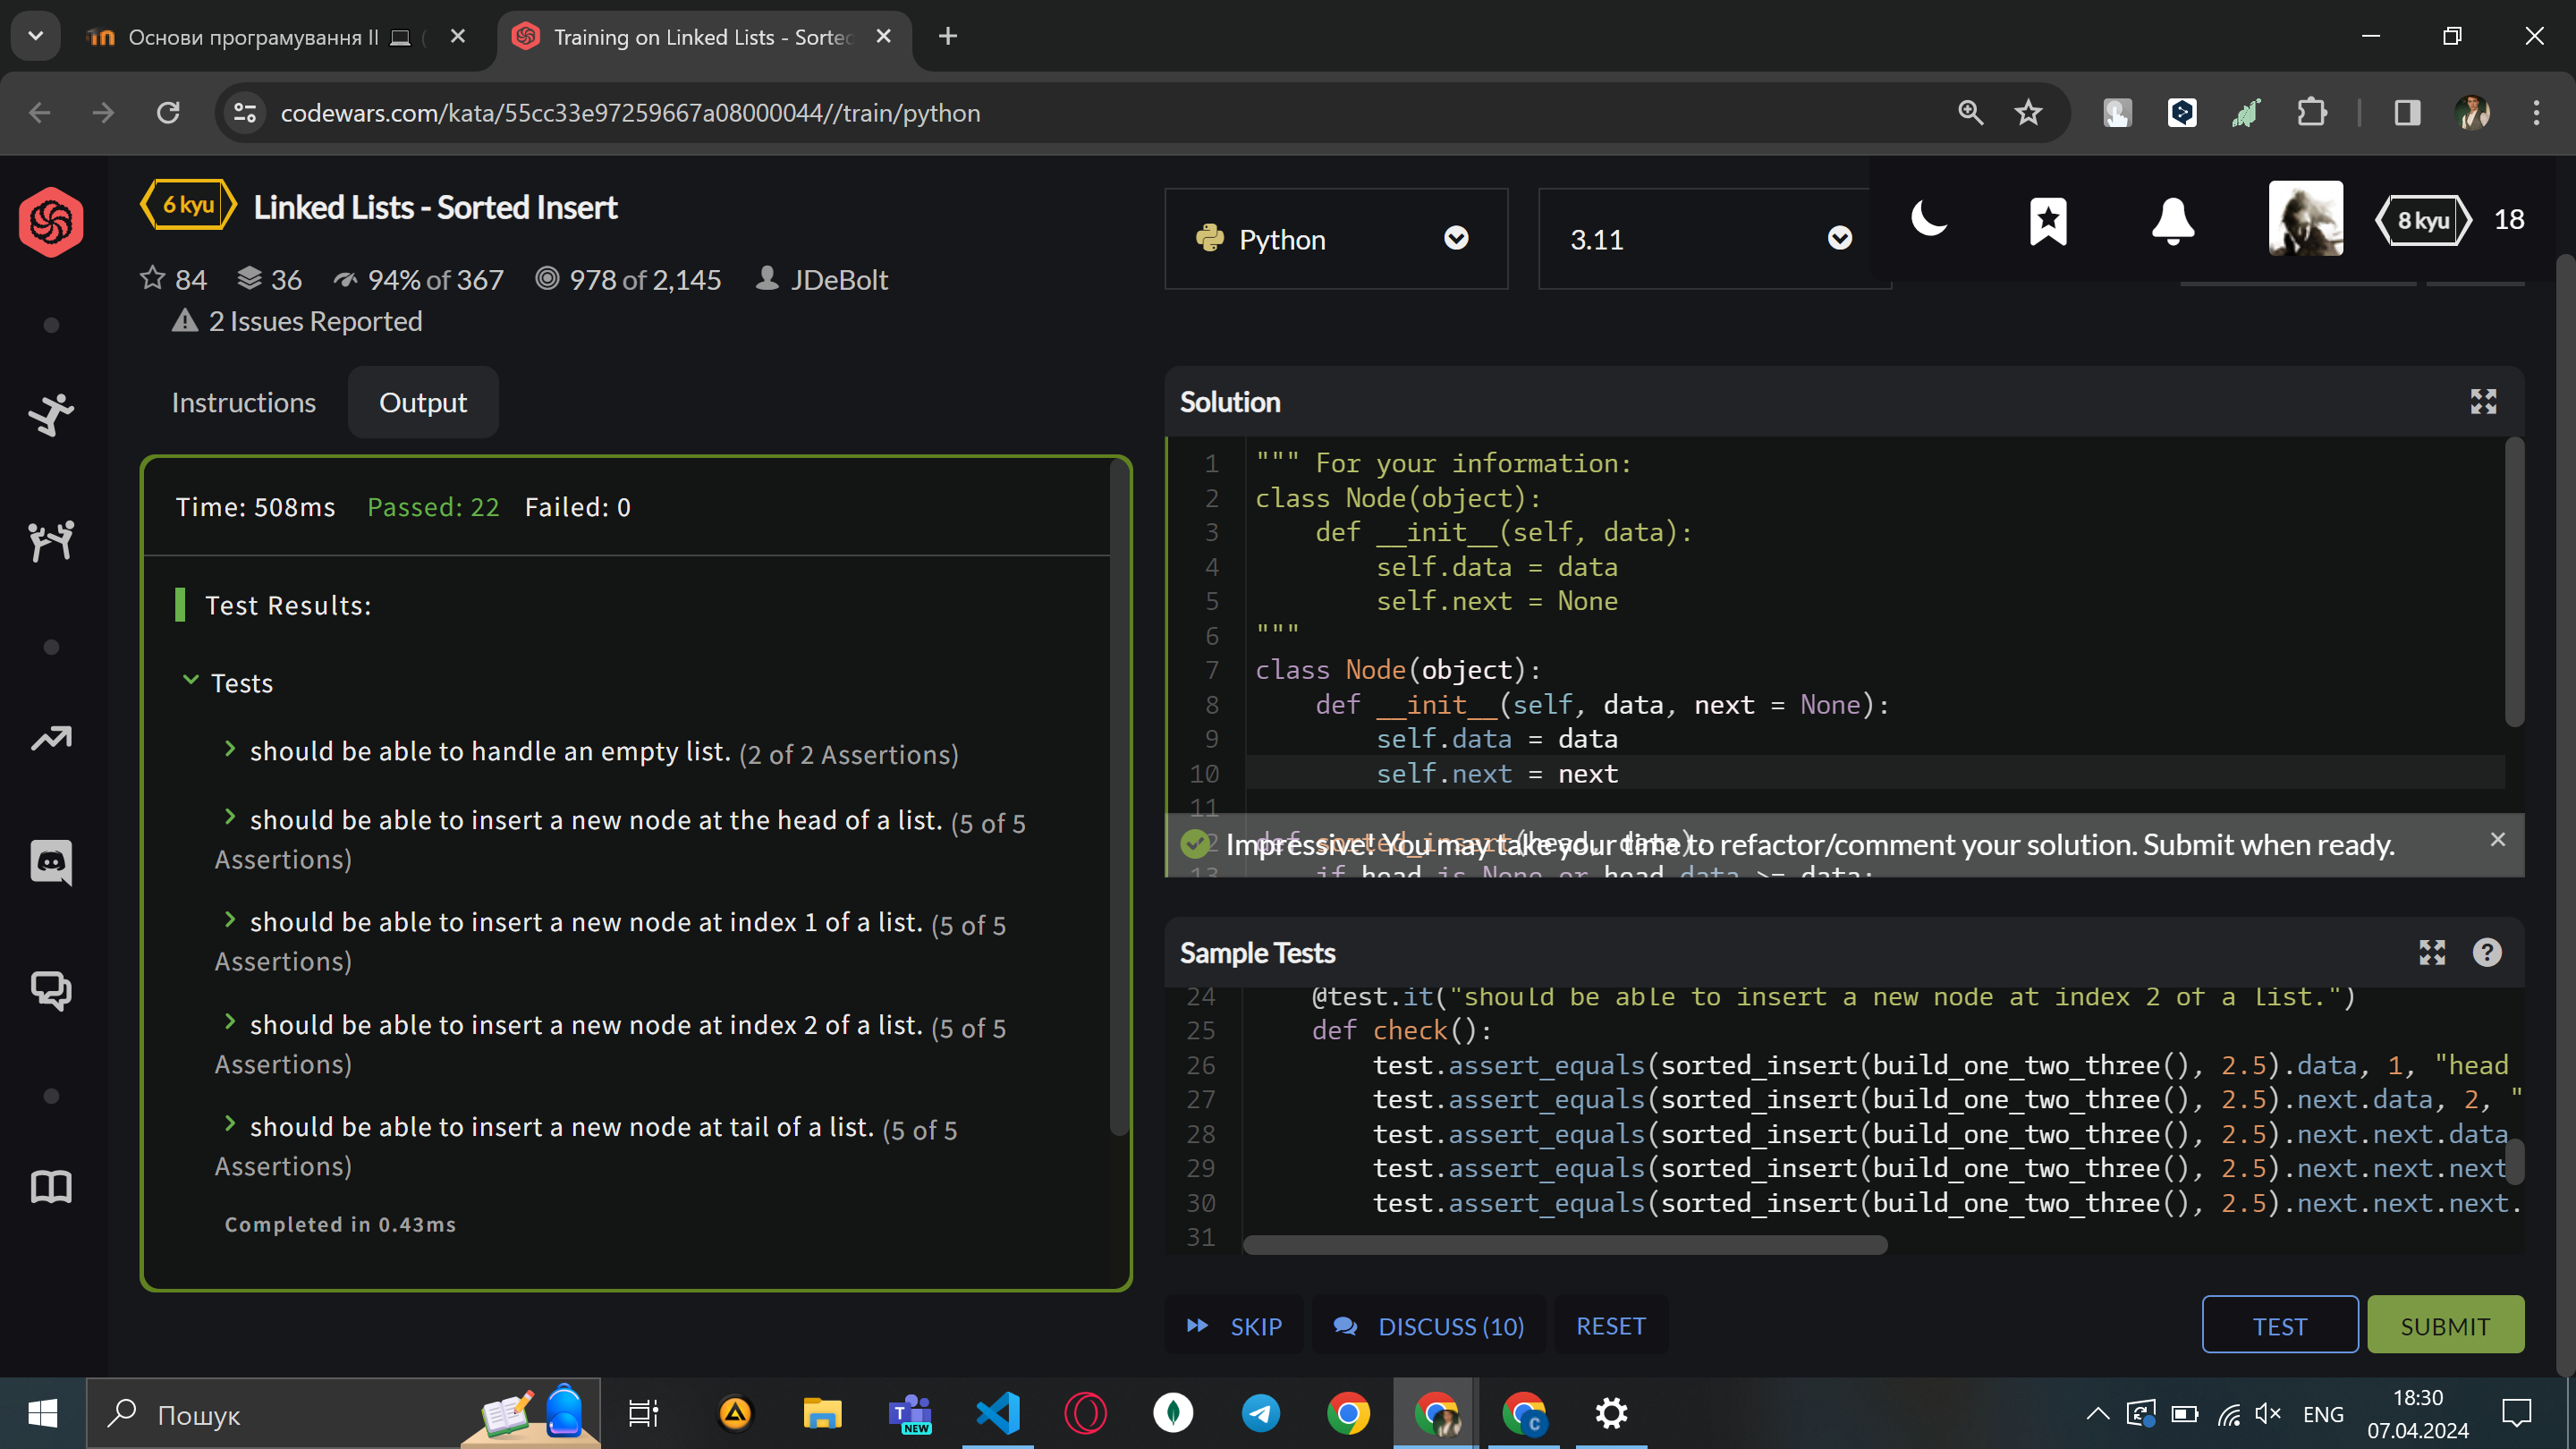 Основи програмування II 💻 (
Training on Linked Lists - Sorted
codewars.com/kata/55cc33e97259667a08000044//train/python
6 kyu
Linked Lists - Sorted Insert
84 36 94% of 367 978 of 2,145 JDeBolt
2 Issues Reported
Python
3.11
8 kyu
18
Instructions
Output
Time: 508ms Passed: 22 Failed: 0
Test Results:
Tests
should be able to handle an empty list. (2 of 2 Assertions)
should be able to insert a new node at the head of a list. (5 of 5
Assertions)
should be able to insert a new node at index 1 of a list. (5 of 5
Assertions)
should be able to insert a new node at index 2 of a list. (5 of 5
Assertions)
should be able to insert a new node at tail of a list. (5 of 5
Assertions)
Completed in 0.43ms
Solution
1 """ For your information:
2 class Node(object):
3 def __init__(self, data):
4 self.data = data
5 self.next = None
6 """
7 class Node(object):
8 def __init__(self, data, next = None):
9 self.data = data
10 self.next = next
11
12 def sorted_insert(head, data):
Impressive! You may take your time to refactor/comment your solution. Submit when ready.
13 if head is None or head.data >= data:
Sample Tests
24 @test.it("should be able to insert a new node at index 2 of a list.")
25 def check():
26 test.assert_equals(sorted_insert(build_one_two_three(), 2.5).data, 1, "head
27 test.assert_equals(sorted_insert(build_one_two_three(), 2.5).next.data, 2, "
28 test.assert_equals(sorted_insert(build_one_two_three(), 2.5).next.next.data
29 test.assert_equals(sorted_insert(build_one_two_three(), 2.5).next.next.next
30 test.assert_equals(sorted_insert(build_one_two_three(), 2.5).next.next.next.
31
SKIP
DISCUSS (10)
RESET
TEST
SUBMIT
Пошук
T
NEW
C
ENG
18:30
07.04.2024